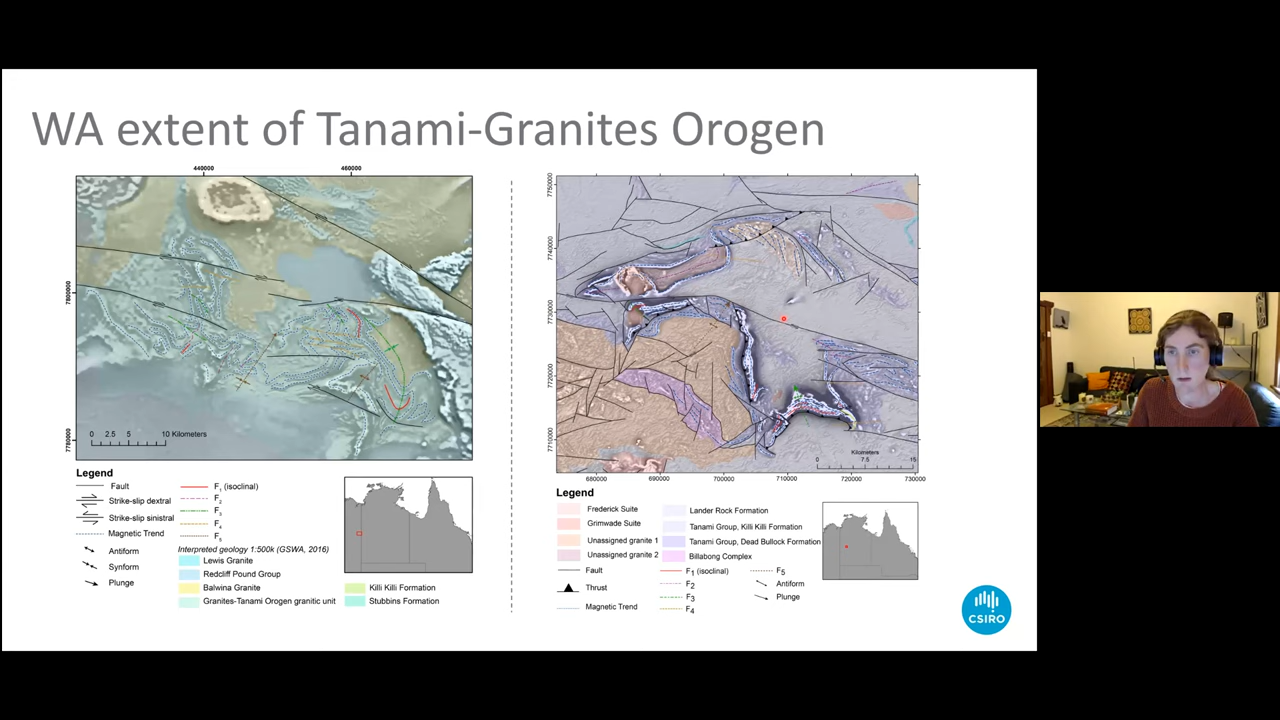 WA extent of Tanami-Granites Orogen
440000
460000
7800000
7780000
0 2.5 5 10 Kilometers
Legend
Fault
Strike-slip dextral
Strike-slip sinistral
Magnetic Trend
Antiform
Synform
Plunge
F1 (isoclinal)
F2
F3
F4
F5
Interpreted geology 1:500k (GSWA, 2016)
Lewis Granite
Redcliff Pound Group
Balwina Granite
Granites-Tanami Orogen granitic unit
Killi Killi Formation
Stubbins Formation
7750000
7740000
7730000
7720000
7710000
680000
690000
700000
710000
720000
730000
Kilometers
0 7.5 15
Legend
Frederick Suite
Grimwade Suite
Unassigned granite 1
Unassigned granite 2
Lander Rock Formation
Tanami Group, Killi Killi Formation
Tanami Group, Dead Bullock Formation
Billabong Complex
Fault
Thrust
Magnetic Trend
F1 (isoclinal)
F2
F3
F4
F5
Antiform
Plunge
CSIRO